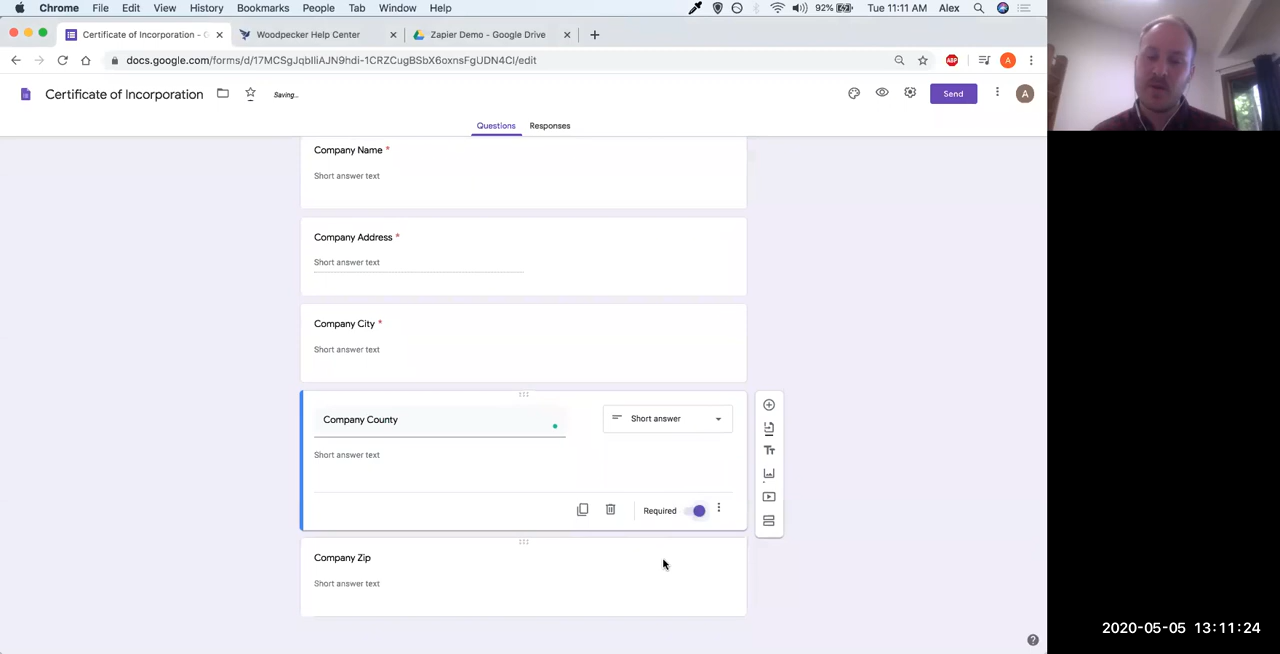 Chrome File Edit View History Bookmarks People Tab Window Help 92% Tue 11:11 AM Alex
Certificate of Incorporation - G Woodpecker Help Center Zapier Demo - Google Drive
docs.google.com/forms/d/17MCSgJqbIliAJN9hdi-1CRZCugBSbX6oxnsFgUDN4CI/edit ABP A
Certificate of Incorporation Saving... Send A
Questions Responses
Company Name *
Short answer text
Company Address *
Short answer text
Company City *
Short answer text
Company County Short answer
Tт
Short answer text
Required
Company Zip
Short answer text
2020-05-05 13:11:24